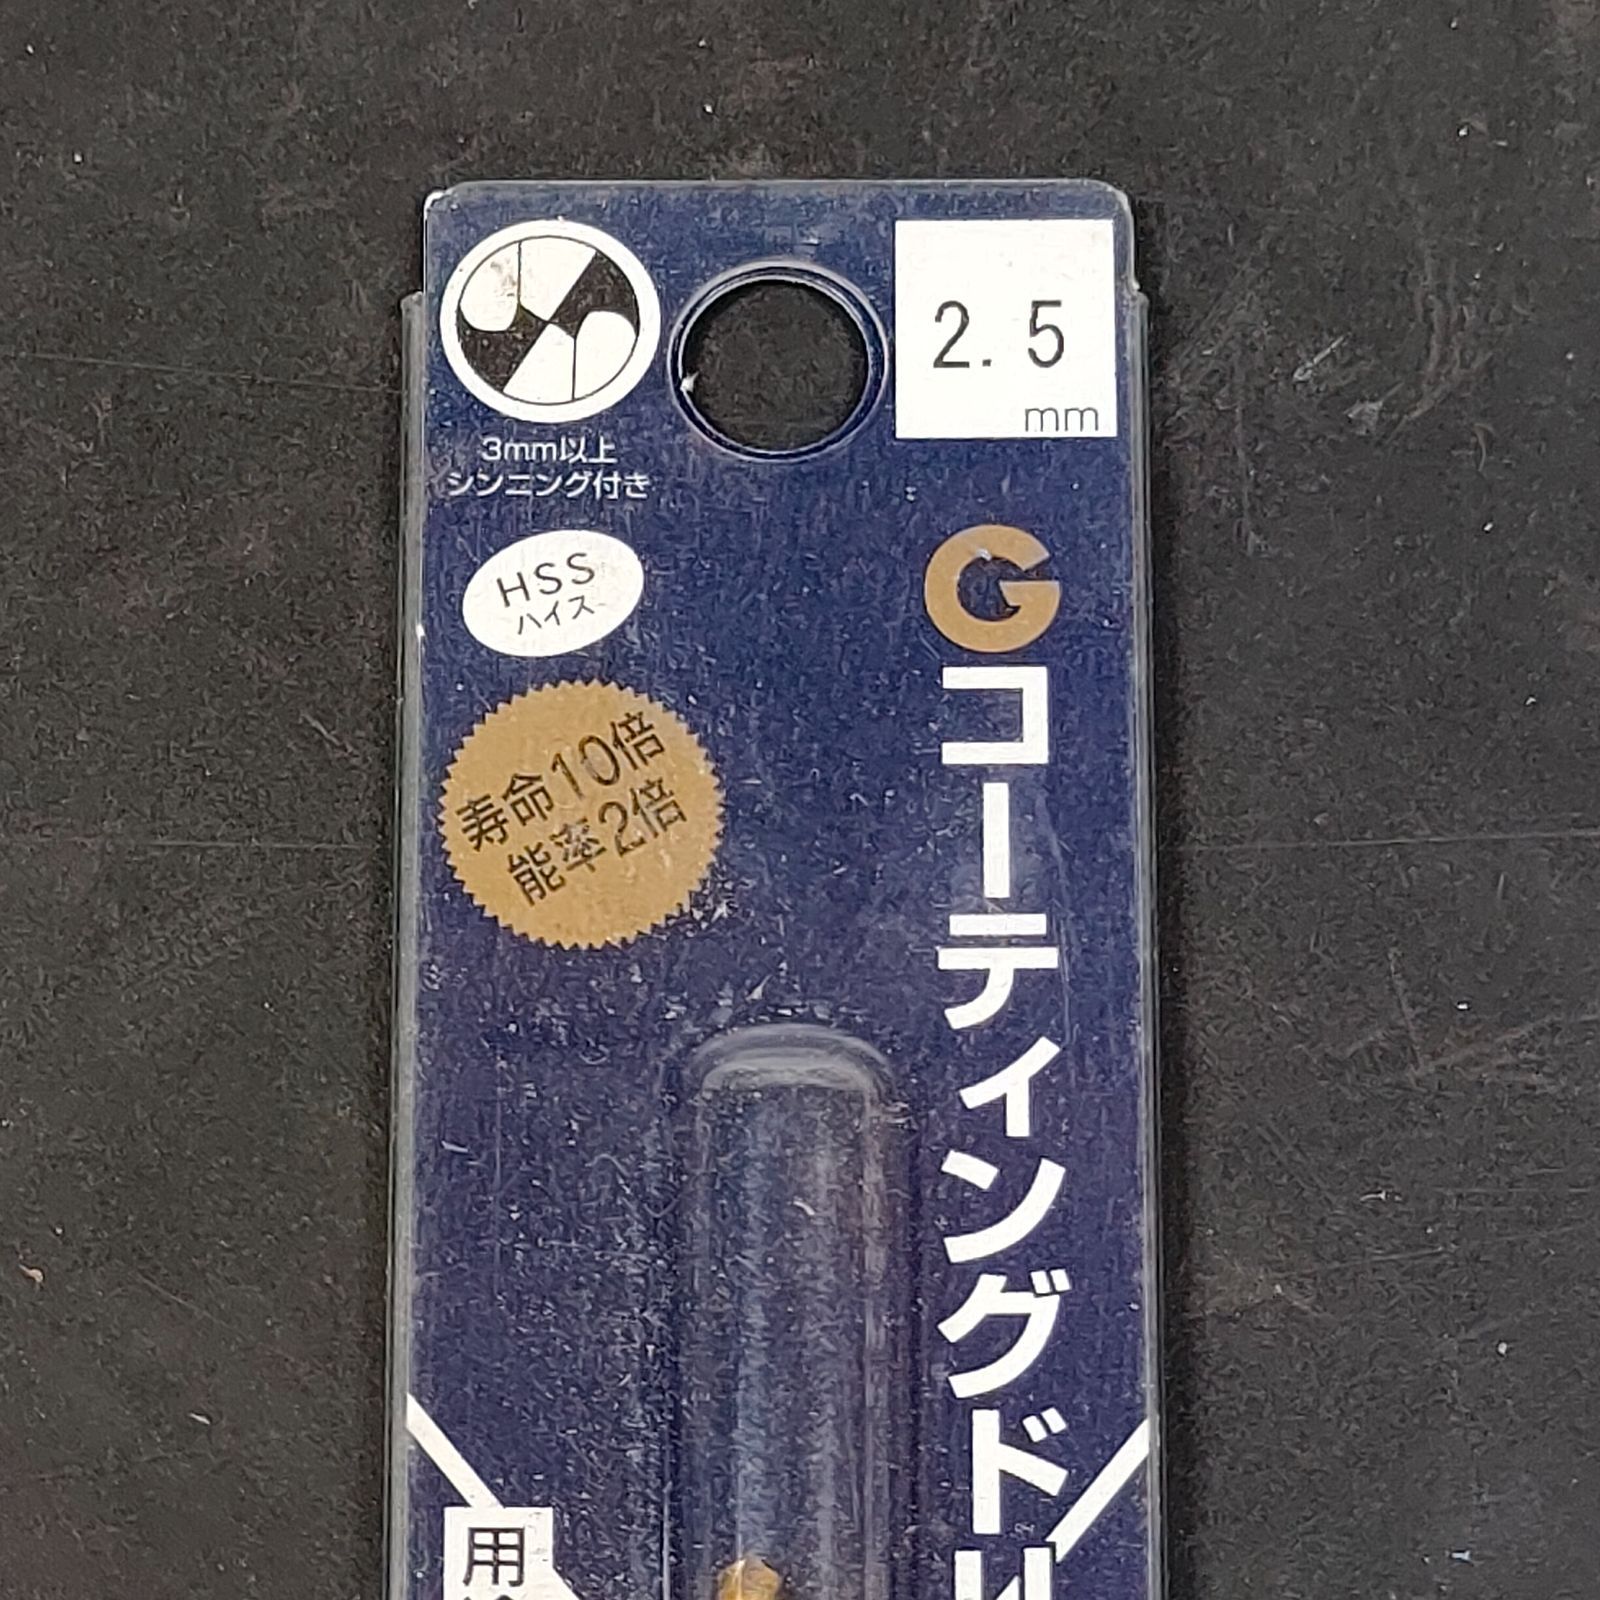 2.5
mm
3mm以上
シンニング付き
HSS
ハイス
寿命10倍
能率2倍
Gコーティングドリ
用